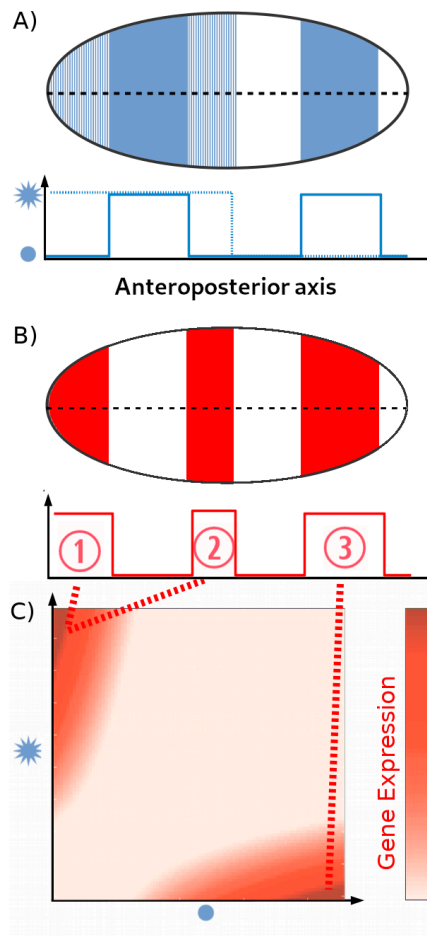 A)
Anteroposterior axis
B)
1 2 3
C)
Gene Expression